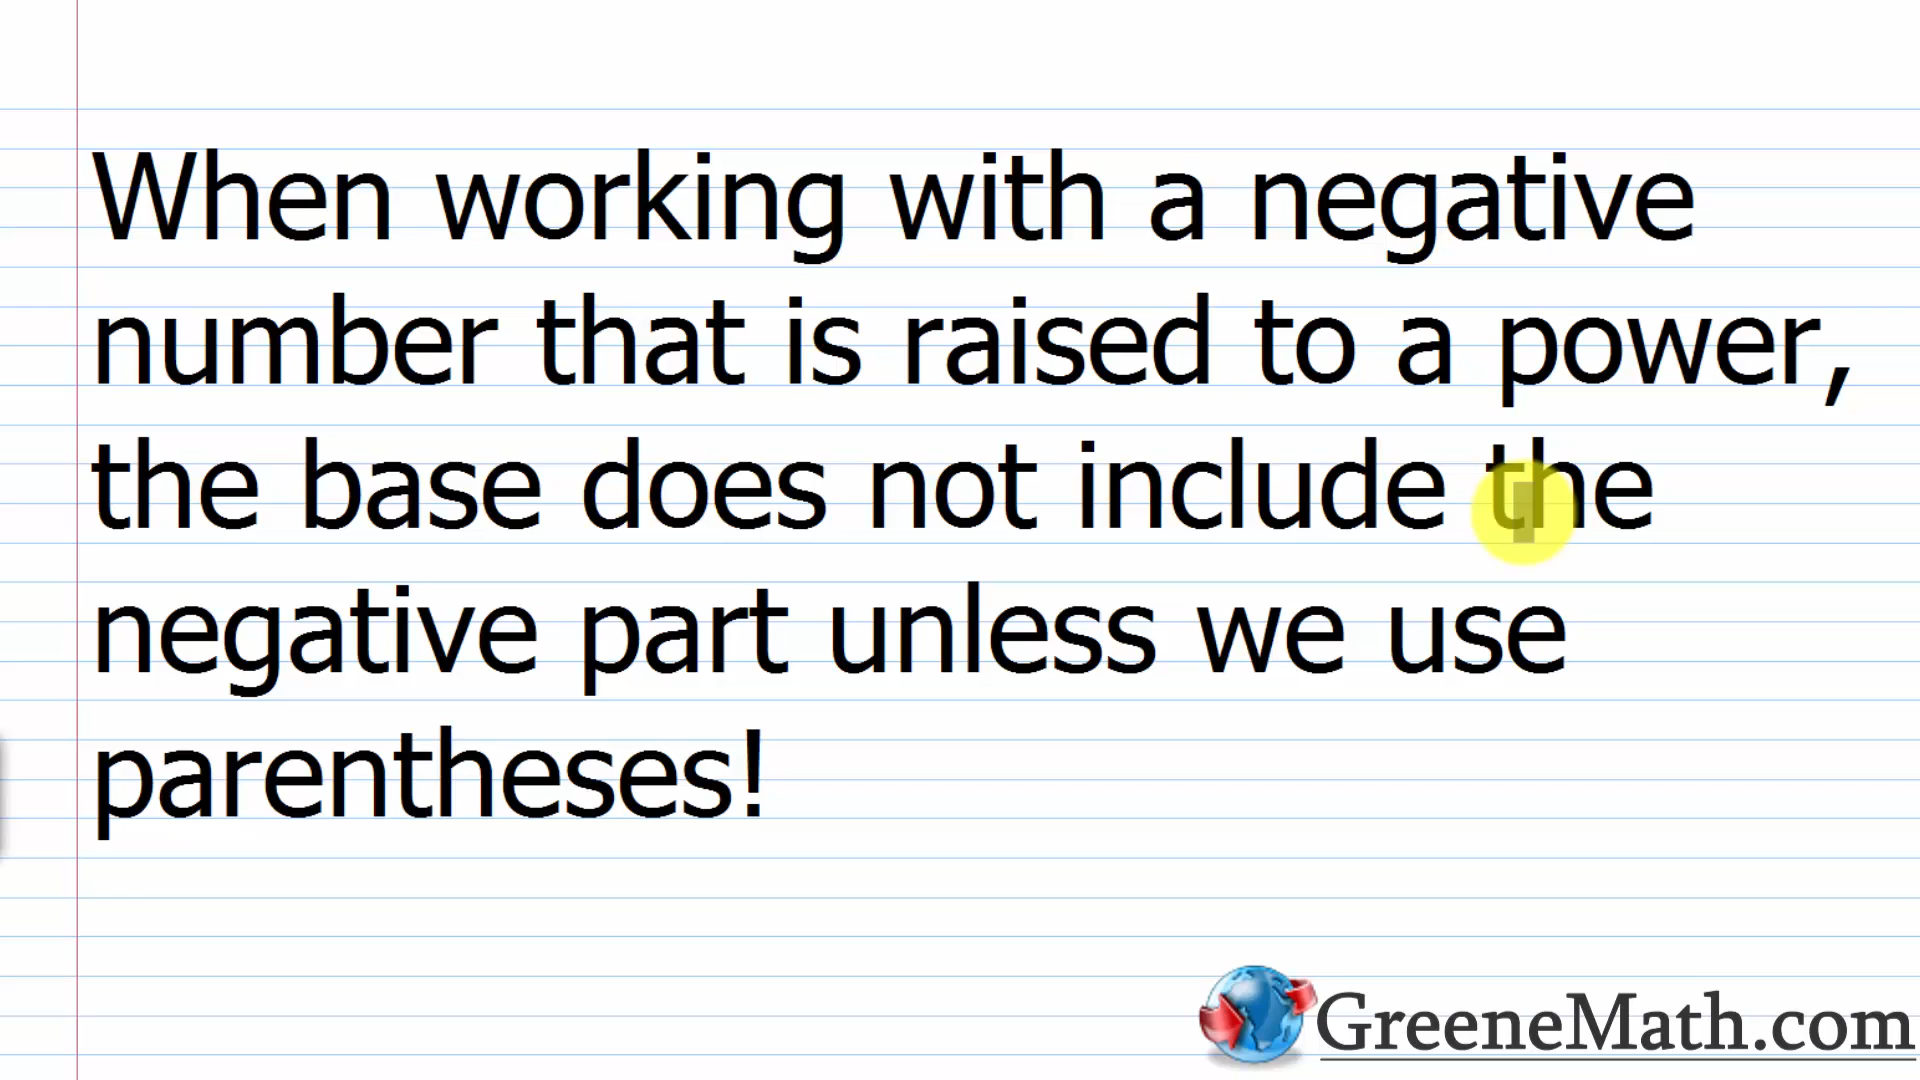 When working with a negative
number that is raised to a power,
the base does not include the
negative part unless we use
parentheses!
GreeneMath.com